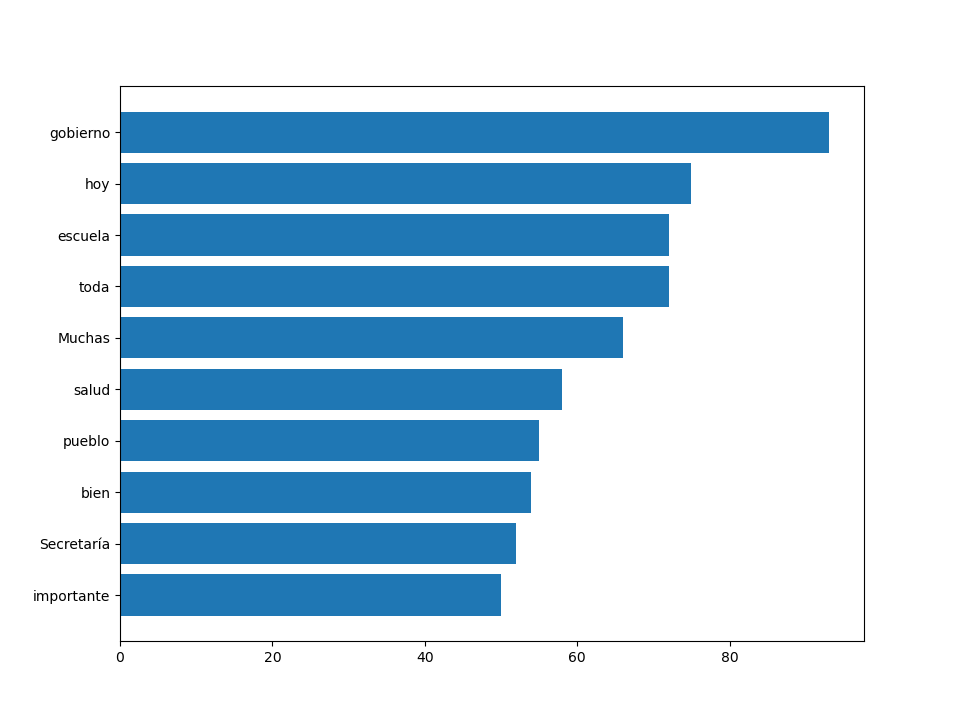 gobierno
hoy
escuela
toda
Muchas
salud
pueblo
bien
Secretaría
importante
0 20 40 60 80